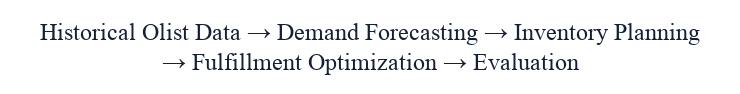 Historical Olist Data → Demand Forecasting → Inventory Planning
→ Fulfillment Optimization → Evaluation